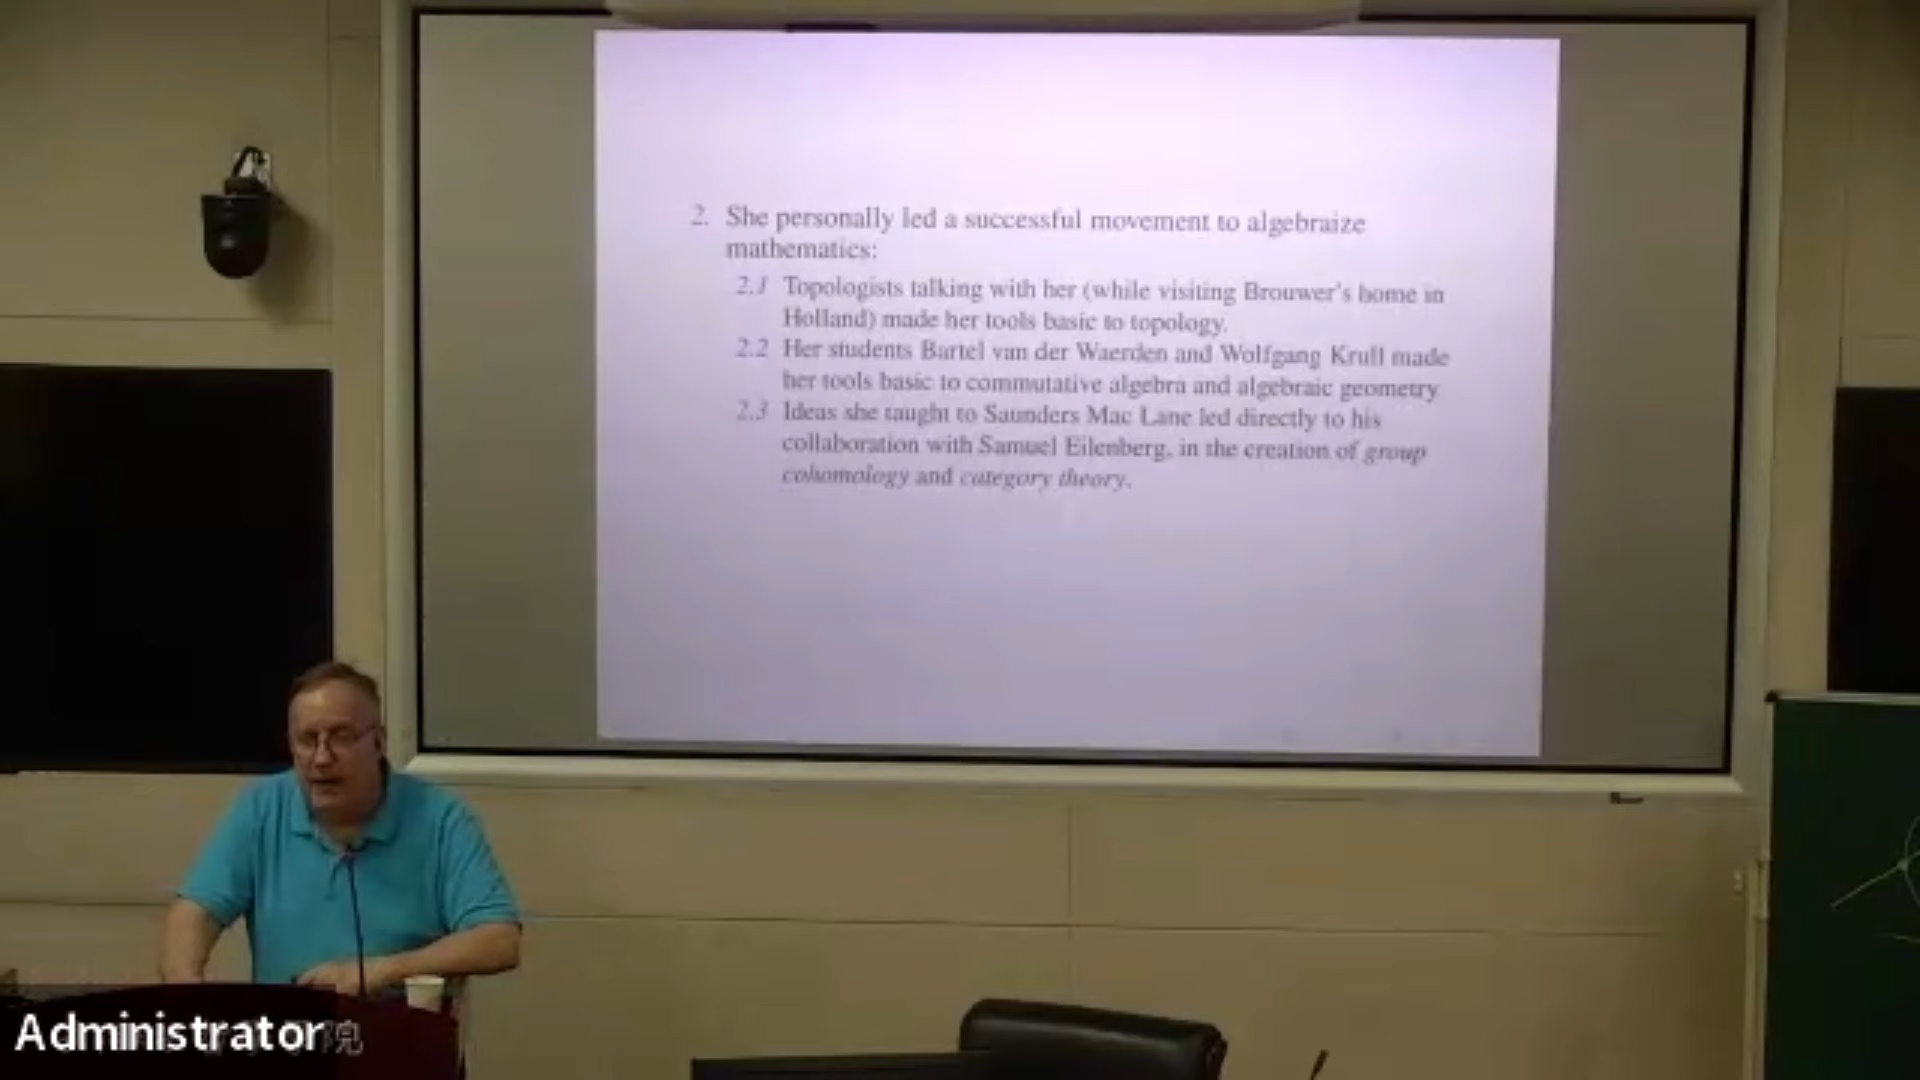 2. She personally led a successful movement to algebraize
mathematics:
2.1 Topologists talking with her (while visiting Brouwer's home in
Holland) made her tools basic to topology.
2.2 Her students Bartel van der Waerden and Wolfgang Krull made
her tools basic to commutative algebra and algebraic geometry
2.3 Ideas she taught to Saunders Mac Lane led directly to his
collaboration with Samuel Eilenberg, in the creation of group
cohomology and category theory.
Administrator
院